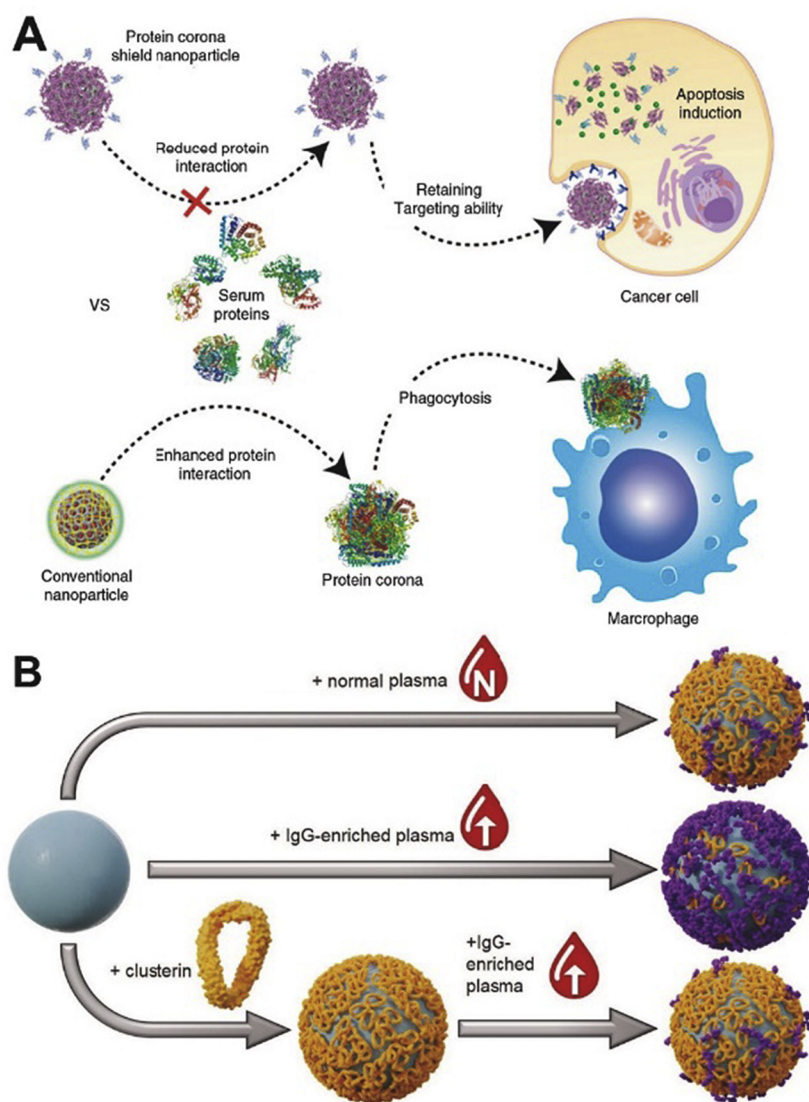 A
Protein corona
shield nanoparticle
Reduced protein
interaction
Retaining
Targeting ability
Apoptosis
induction
Cancer cell
VS
Serum
proteins
Phagocytosis
Enhanced protein
interaction
Conventional
nanoparticle
Protein corona
Marcrophage
B
+ normal plasma
N
+ IgG-enriched plasma
+ clusterin
+IgG-
enriched
plasma